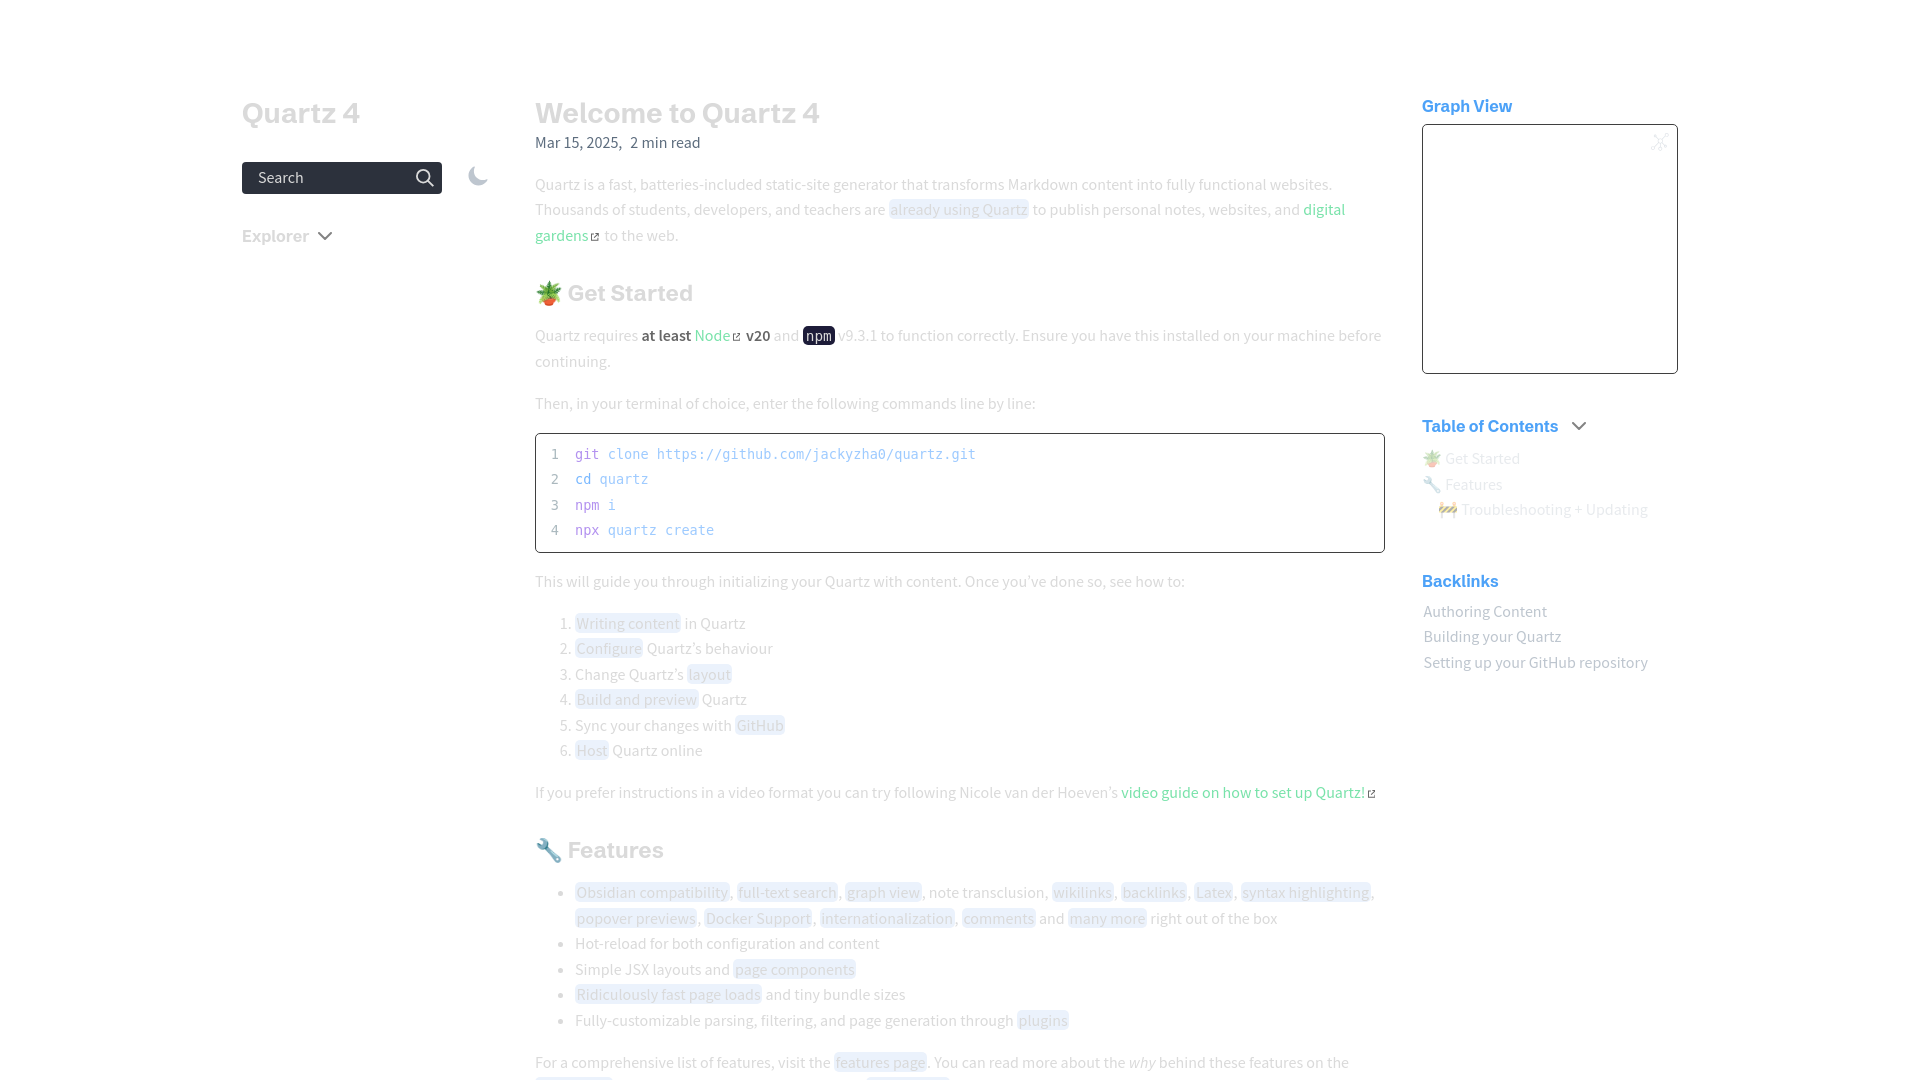 Quartz 4
Search
Explorer
Welcome to Quartz 4
Mar 15, 2025, 2 min read
Quartz is a fast, batteries-included static-site generator that transforms Markdown content into fully functional websites.
Thousands of students, developers, and teachers are already using Quartz to publish personal notes, websites, and digital
gardens to the web.
🪴 Get Started
Quartz requires at least Node v20 and npm v9.3.1 to function correctly. Ensure you have this installed on your machine before
continuing.
Then, in your terminal of choice, enter the following commands line by line:
1 git clone https://github.com/jackyzha0/quartz.git
2 cd quartz
3 npm i
4 npx quartz create
This will guide you through initializing your Quartz with content. Once you’ve done so, see how to:
1. Writing content in Quartz
2. Configure Quartz’s behaviour
3. Change Quartz’s layout
4. Build and preview Quartz
5. Sync your changes with GitHub
6. Host Quartz online
If you prefer instructions in a video format you can try following Nicole van der Hoeven’s video guide on how to set up Quartz!
🔧 Features
• Obsidian compatibility, full-text search, graph view, note transclusion, wikilinks, backlinks, Latex, syntax highlighting,
popover previews, Docker Support, internationalization, comments and many more right out of the box
• Hot-reload for both configuration and content
• Simple JSX layouts and page components
• Ridiculously fast page loads and tiny bundle sizes
• Fully-customizable parsing, filtering, and page generation through plugins
For a comprehensive list of features, visit the features page. You can read more about the why behind these features on the
Graph View
Table of Contents
🪴 Get Started
🔧 Features
🚧 Troubleshooting + Updating
Backlinks
Authoring Content
Building your Quartz
Setting up your GitHub repository